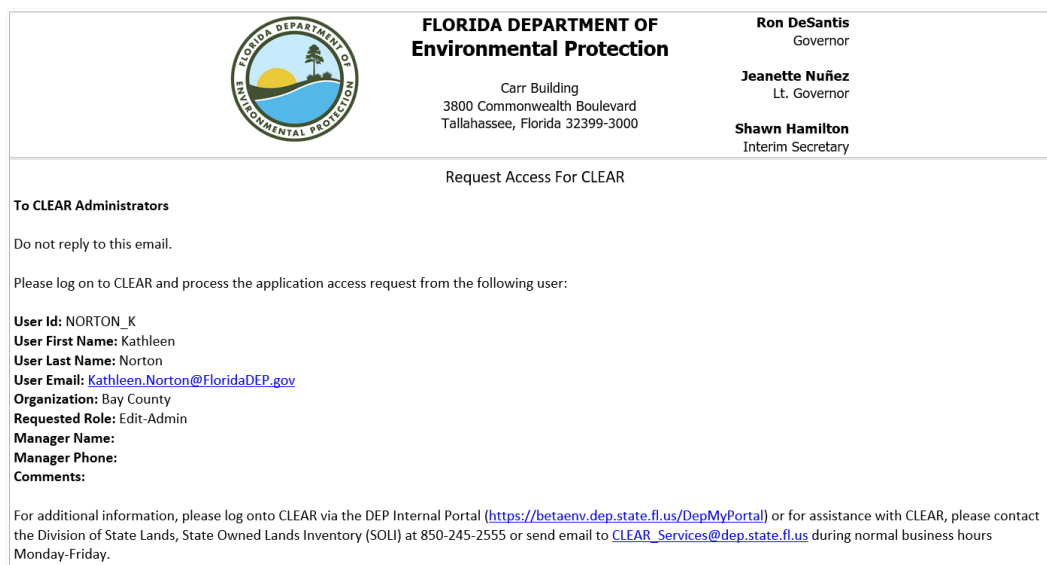 FLORIDA DEPARTMENT OF ENVIRONMENTAL PROTECTION
FLORIDA DEPARTMENT OF
Environmental Protection
Carr Building
3800 Commonwealth Boulevard
Tallahassee, Florida 32399-3000
Ron DeSantis
Governor
Jeanette Nuñez
Lt. Governor
Shawn Hamilton
Interim Secretary
Request Access For CLEAR
To CLEAR Administrators
Do not reply to this email.
Please log on to CLEAR and process the application access request from the following user:
User Id: NORTON_K
User First Name: Kathleen
User Last Name: Norton
User Email: Kathleen.Norton@FloridaDEP.gov
Organization: Bay County
Requested Role: Edit-Admin
Manager Name:
Manager Phone:
Comments:
For additional information, please log onto CLEAR via the DEP Internal Portal (https://betaenv.dep.state.fl.us/DepMyPortal) or for assistance with CLEAR, please contact
the Division of State Lands, State Owned Lands Inventory (SOLI) at 850-245-2555 or send email to CLEAR_Services@dep.state.fl.us during normal business hours
Monday-Friday.